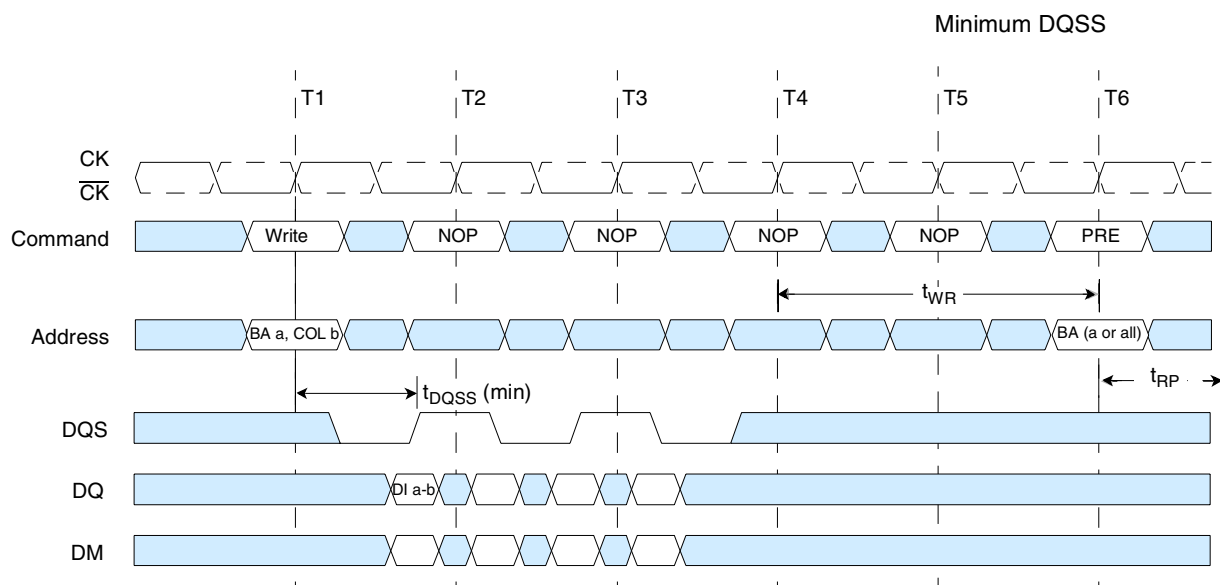 Minimum DQSS
T1 T2 T3 T4 T5 T6
CK
CK
Command Write NOP NOP NOP NOP PRE
tWR
Address BA a, COL b BA (a or all)
tDQSS (min) tRP
DQS
DQ DI a-b
DM